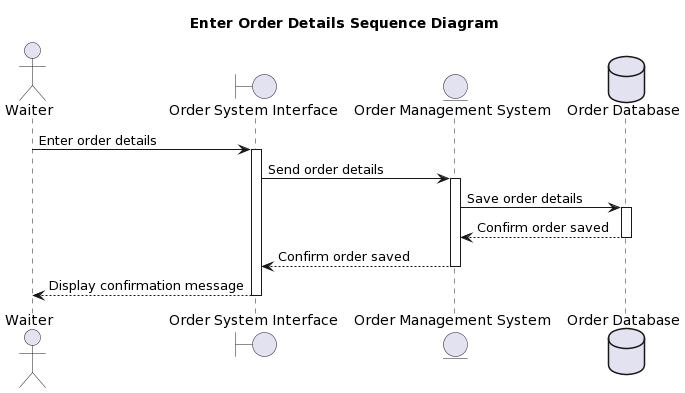 Enter Order Details Sequence Diagram
Waiter
Order System Interface
Order Management System
Order Database
Enter order details
Send order details
Save order details
Confirm order saved
Confirm order saved
Display confirmation message
Waiter
Order System Interface
Order Management System
Order Database